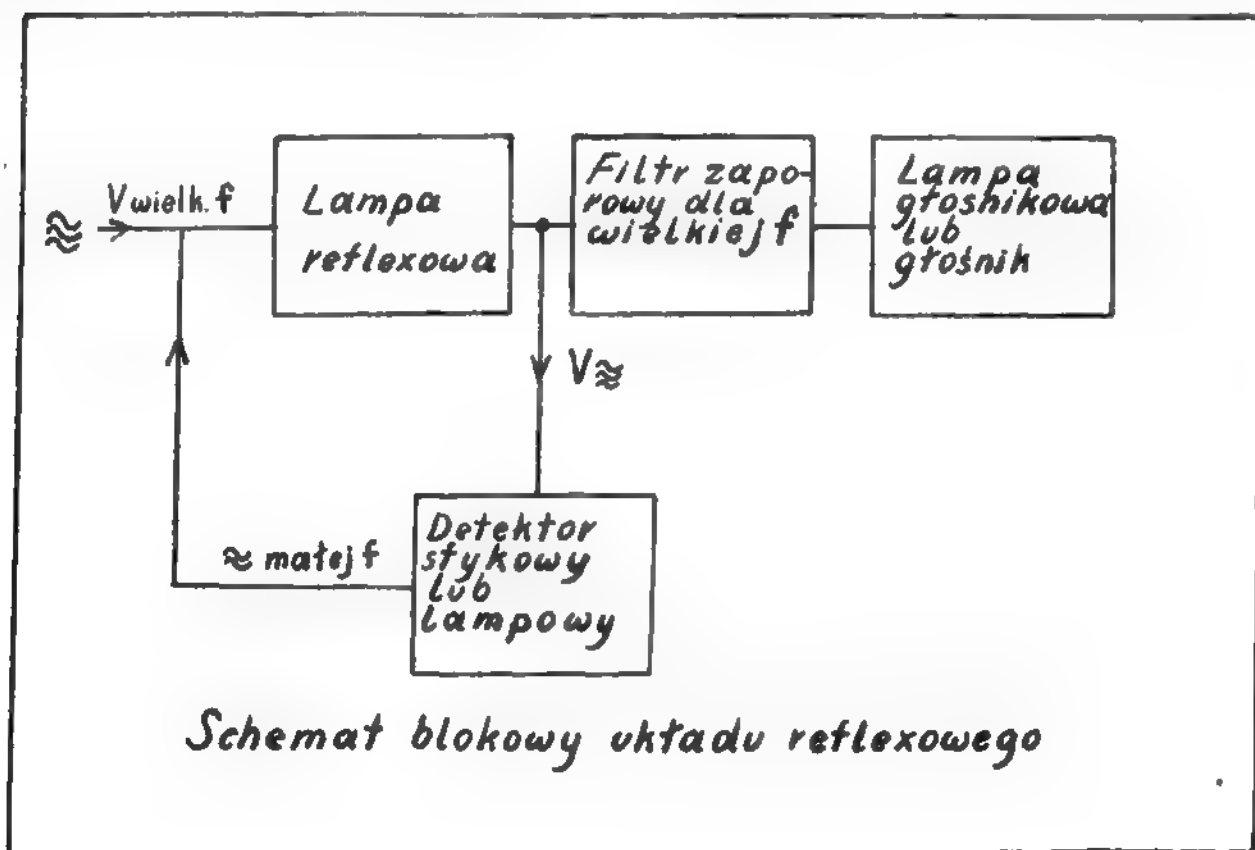 V wielk. f
Lampa
reflexowa
Filtr zapo-
rowy dla
wielkiej f
Lampa
głośnikowa
lub
głośnik
V≈
≈ małej f
Detektor
stykowy
lub
lampowy
Schemat blokowy układu reflexowego